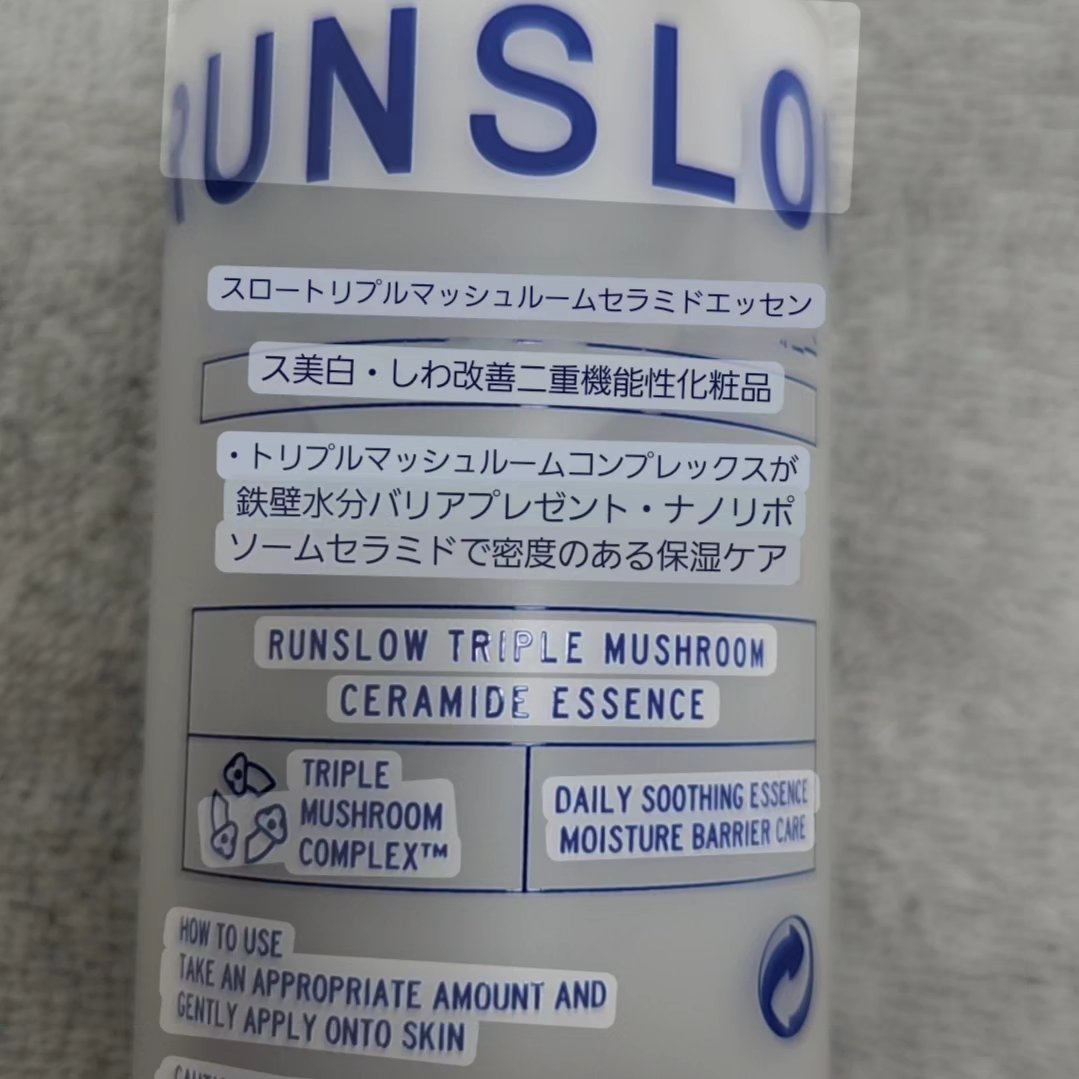 RUNSLO
スロートリプルマッシュルームセラミドエッセン
ス美白・しわ改善二重機能性化粧品
・トリプルマッシュルームコンプレックスが
鉄壁水分バリアプレゼント・ナノリポ
ソームセラミドで密度のある保湿ケア
RUNSLOW TRIPLE MUSHROOM
CERAMIDE ESSENCE
TRIPLE
MUSHROOM
COMPLEX™
DAILY SOOTHING ESSENCE
MOISTURE BARRIER CARE
HOW TO USE
TAKE AN APPROPRIATE AMOUNT AND
GENTLY APPLY ONTO SKIN